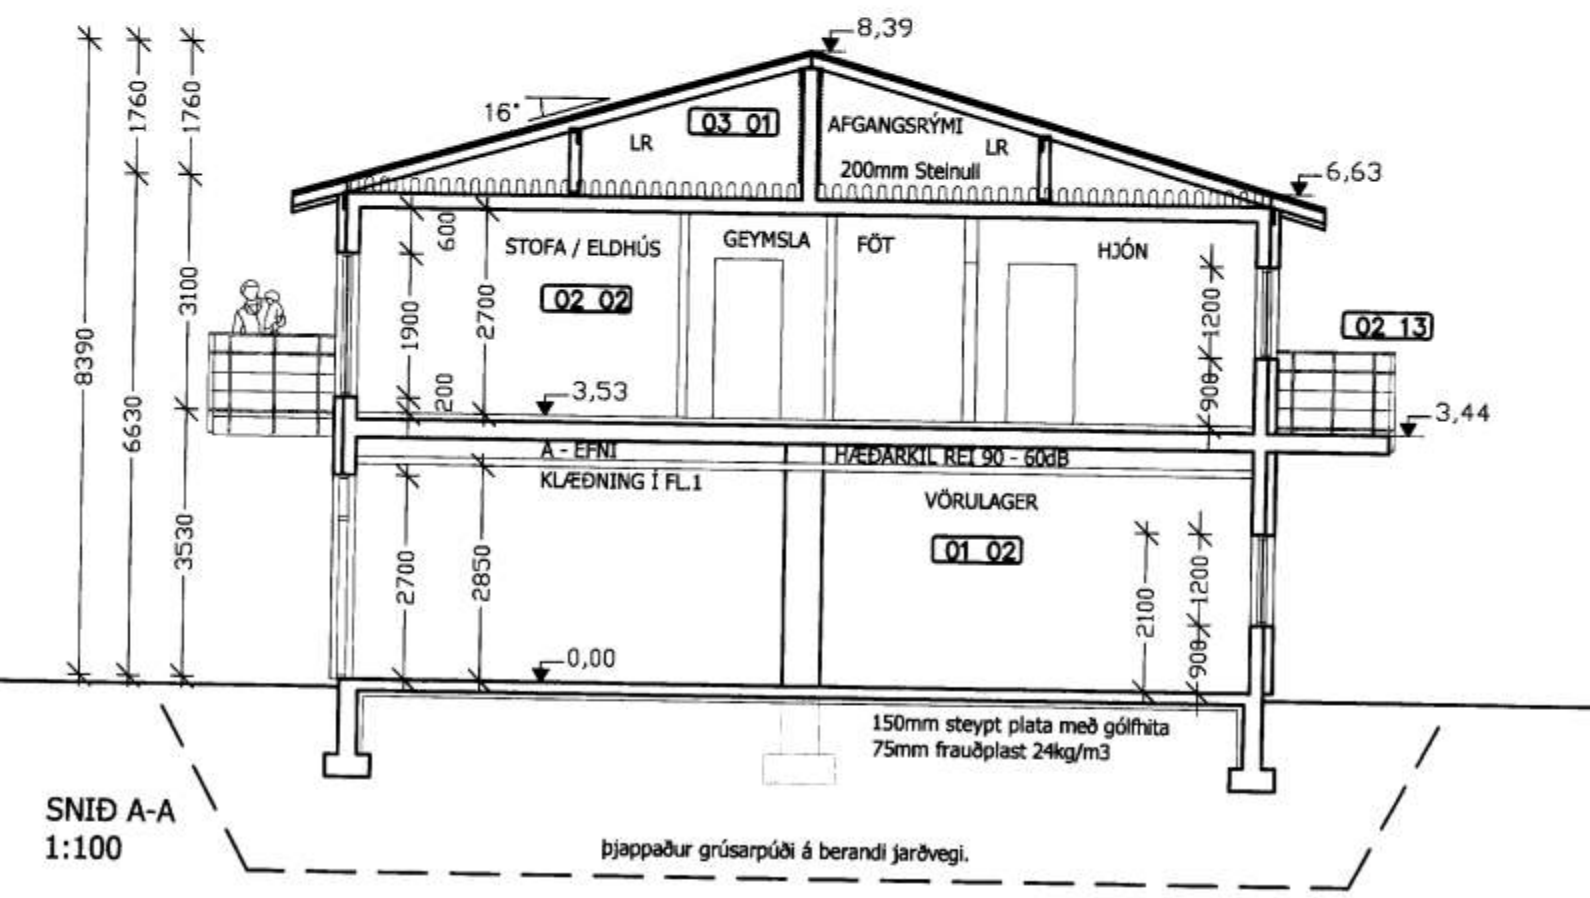 8,39
1760
1760
16°
03 01
AFGANGSRÝMI
LR
LR
200mm Steinull
6,63
600
STOFA / ELDHÚS
GEYMSLA
FÖT
HJÓN
3100
02 02
1900
2700
1200
02 13
8390
6630
200
3,53
900
3,44
A - EFNI
HÆÐARKIL REI 90 - 60dB
KLÆÐNING Í FL.1
VÖRULAGER
3530
01 02
2700
2850
2100
1200
0,00
900
150mm steypt plata með gólfhita
75mm frauðplast 24kg/m3
SNIÐ A-A
1:100
þjappaður grúsarpúði á berandi jarðvegi.